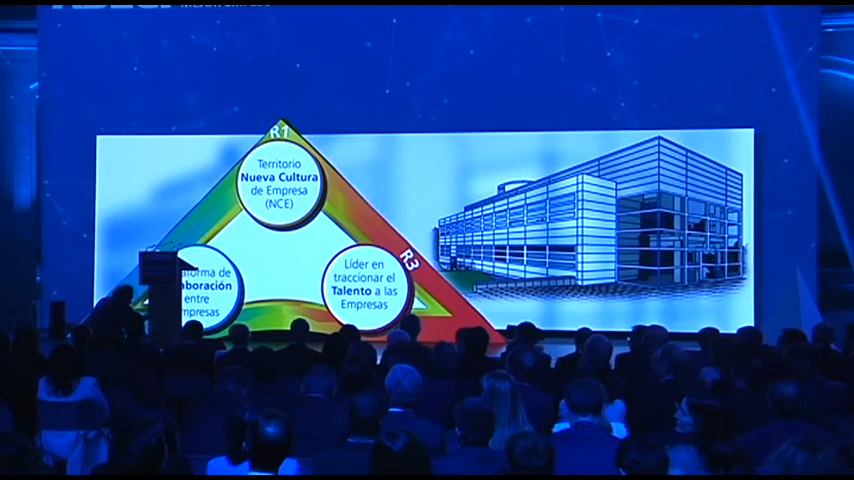 R1
Territorio
Nueva Cultura
de Empresa
(NCE)
R3
Líder en
traccionar el
Talento a las
Empresas
entre